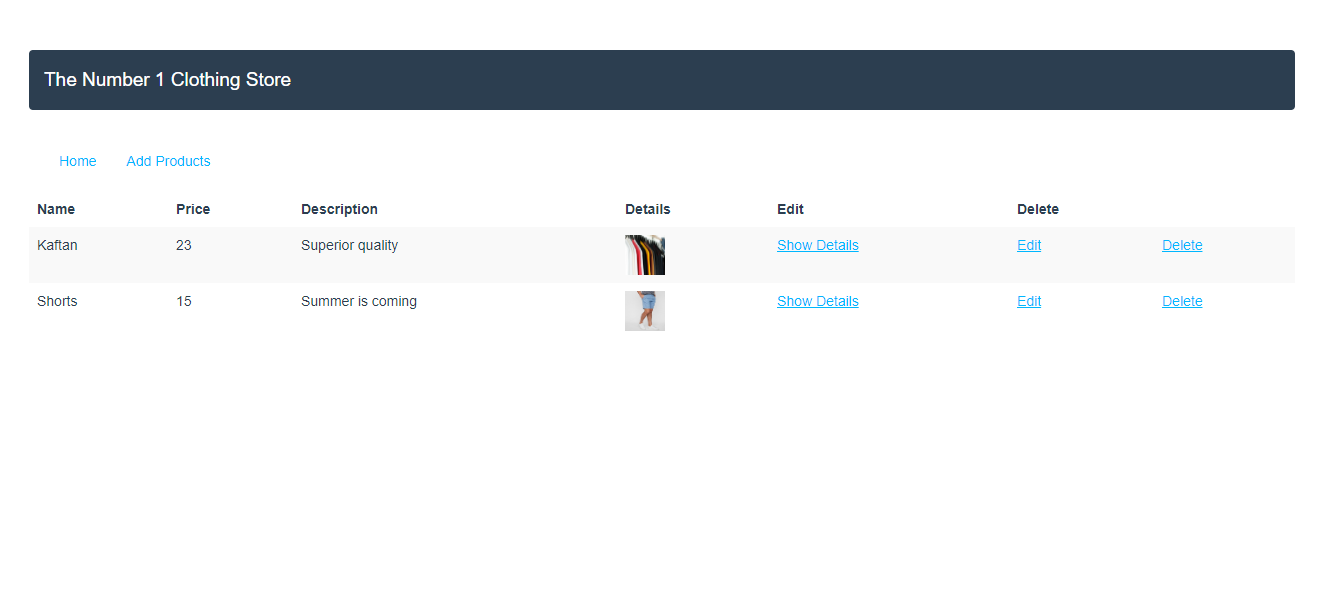 The Number 1 Clothing Store
Home Add Products
Name Price Description Details Edit Delete
Kaftan 23 Superior quality Show Details Edit Delete
Shorts 15 Summer is coming Show Details Edit Delete